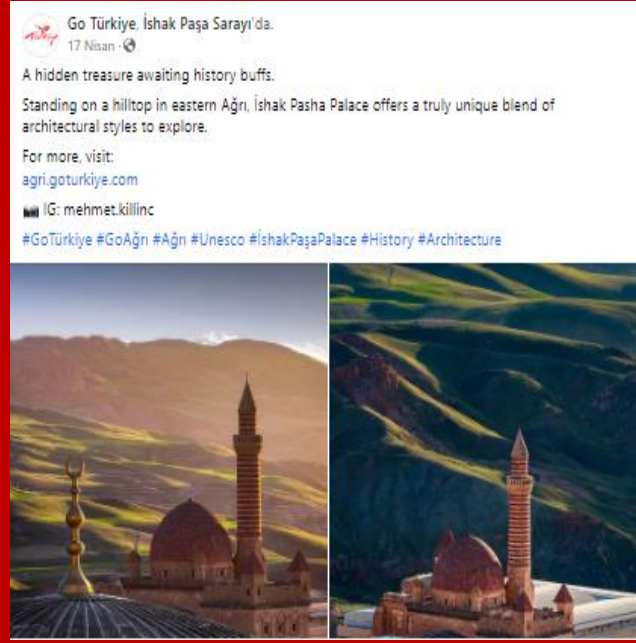 Go Türkiye, İshak Paşa Sarayı'da.
17 Nisan ·
A hidden treasure awaiting history buffs.
Standing on a hilltop in eastern Ağrı, İshak Pasha Palace offers a truly unique blend of
architectural styles to explore.
For more, visit:
agri.goturkiye.com
IG: mehmet.killinc
#GoTürkiye #GoAğrı #Ağrı #Unesco #İshakPaşaPalace #History #Architecture